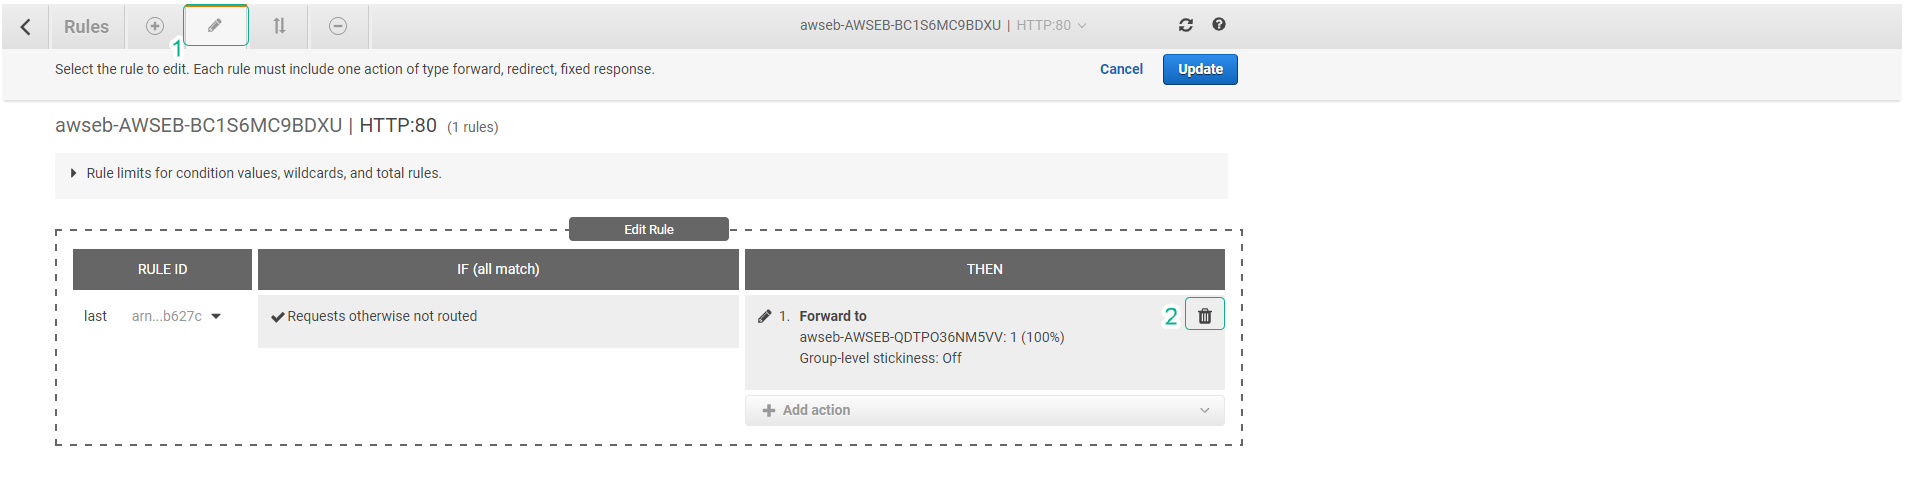 Rules
awseb-AWSEB-BC1S6MC9BDXU | HTTP:80
1
Select the rule to edit. Each rule must include one action of type forward, redirect, fixed response.
Cancel
Update
awseb-AWSEB-BC1S6MC9BDXU | HTTP:80 (1 rules)
Rule limits for condition values, wildcards, and total rules.
Edit Rule
RULE ID
IF (all match)
THEN
last arn...b627c
Requests otherwise not routed
1. Forward to
2
awseb-AWSEB-QDTPO36NM5VV: 1 (100%)
Group-level stickiness: Off
Add action